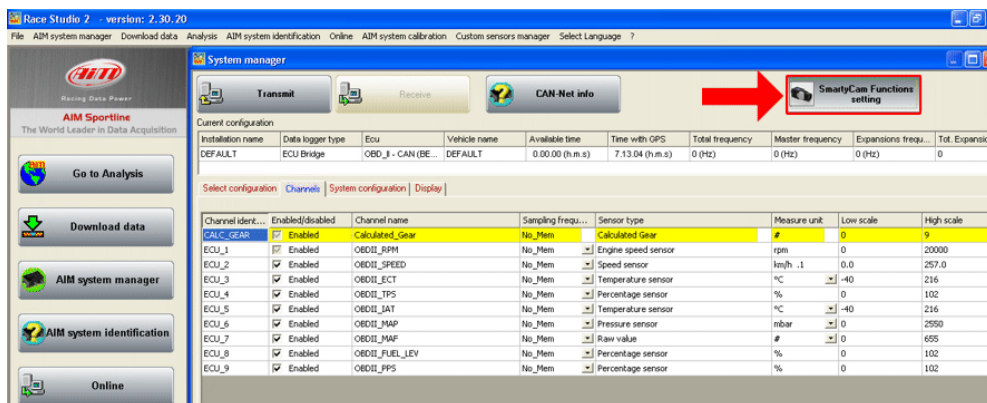 Race Studio 2 - version: 2.30.20
File AIM system manager Download data Analysis AIM system identification Online AIM system calibration Custom sensors manager Select Language ?
AiM
Racing Data Power
AIM Sportline
The World Leader in Data Acquisition
Go to Analysis
Download data
AIM system manager
AIM system identification
Online
System manager
Transmit Receive CAN-Net info SmartyCam Functions
setting
Current configuration
Installation name Data logger type Ecu Vehicle name Available time Time with GPS Total frequency Master frequency Expansions frequ... Tot. Expansio
DEFAULT ECU Bridge OBD_II - CAN (BE... DEFAULT 0.00.00 (h.m.s) 7.13.04 (h.m.s) 0 (Hz) 0 (Hz) 0 (Hz) 0
Select configuration Channels System configuration Display
Channel ident... Enabled/disabled Channel name Sampling frequ... Sensor type Measure unit Low scale High scale
CALC_GEAR Enabled Calculated_Gear No_Mem Calculated Gear # 0 9
ECU_1 Enabled OBDII_RPM No_Mem Engine speed sensor rpm 0 20000
ECU_2 Enabled OBDII_SPEED No_Mem Speed sensor km/h .1 0.0 257.0
ECU_3 Enabled OBDII_ECT No_Mem Temperature sensor °C -40 216
ECU_4 Enabled OBDII_TPS No_Mem Percentage sensor % 0 102
ECU_5 Enabled OBDII_IAT No_Mem Temperature sensor °C -40 216
ECU_6 Enabled OBDII_MAP No_Mem Pressure sensor mbar 0 2550
ECU_7 Enabled OBDII_MAF No_Mem Raw value # 0 655
ECU_8 Enabled OBDII_FUEL_LEV No_Mem Percentage sensor % 0 102
ECU_9 Enabled OBDII_PPS No_Mem Percentage sensor % 0 102